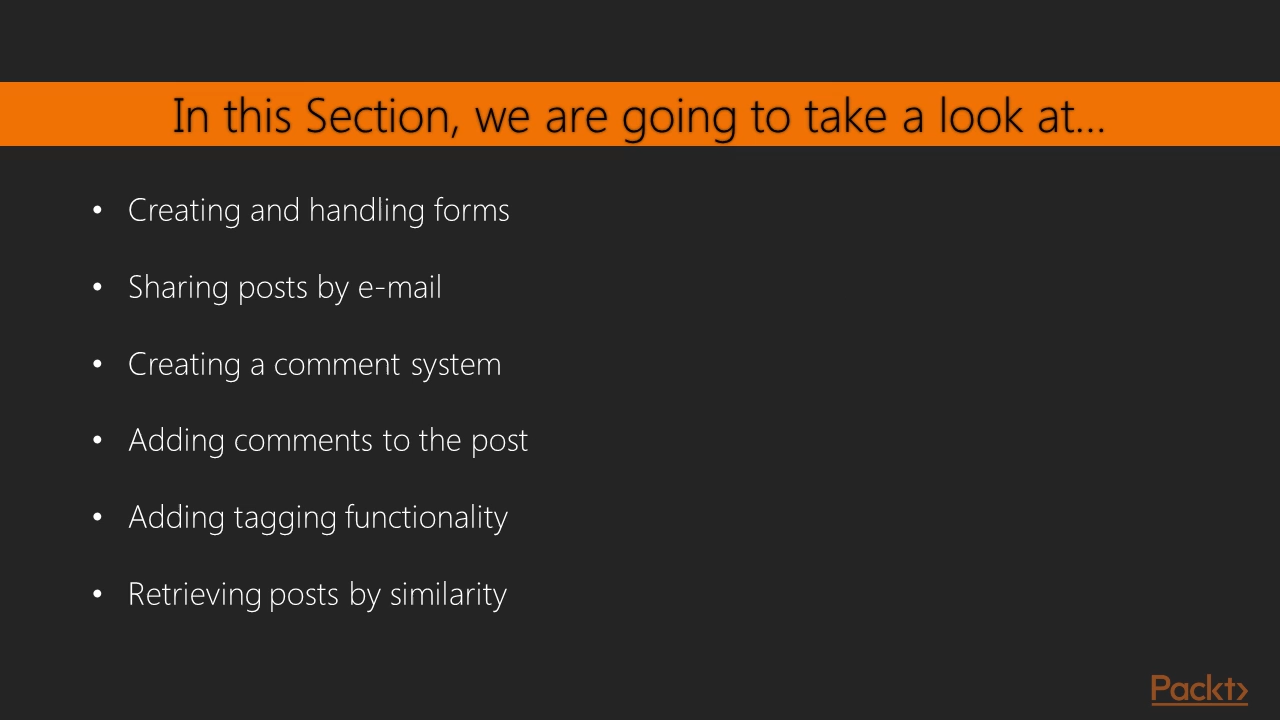 In this Section, we are going to take a look at...
• Creating and handling forms
• Sharing posts by e-mail
• Creating a comment system
• Adding comments to the post
• Adding tagging functionality
• Retrieving posts by similarity
Packt>